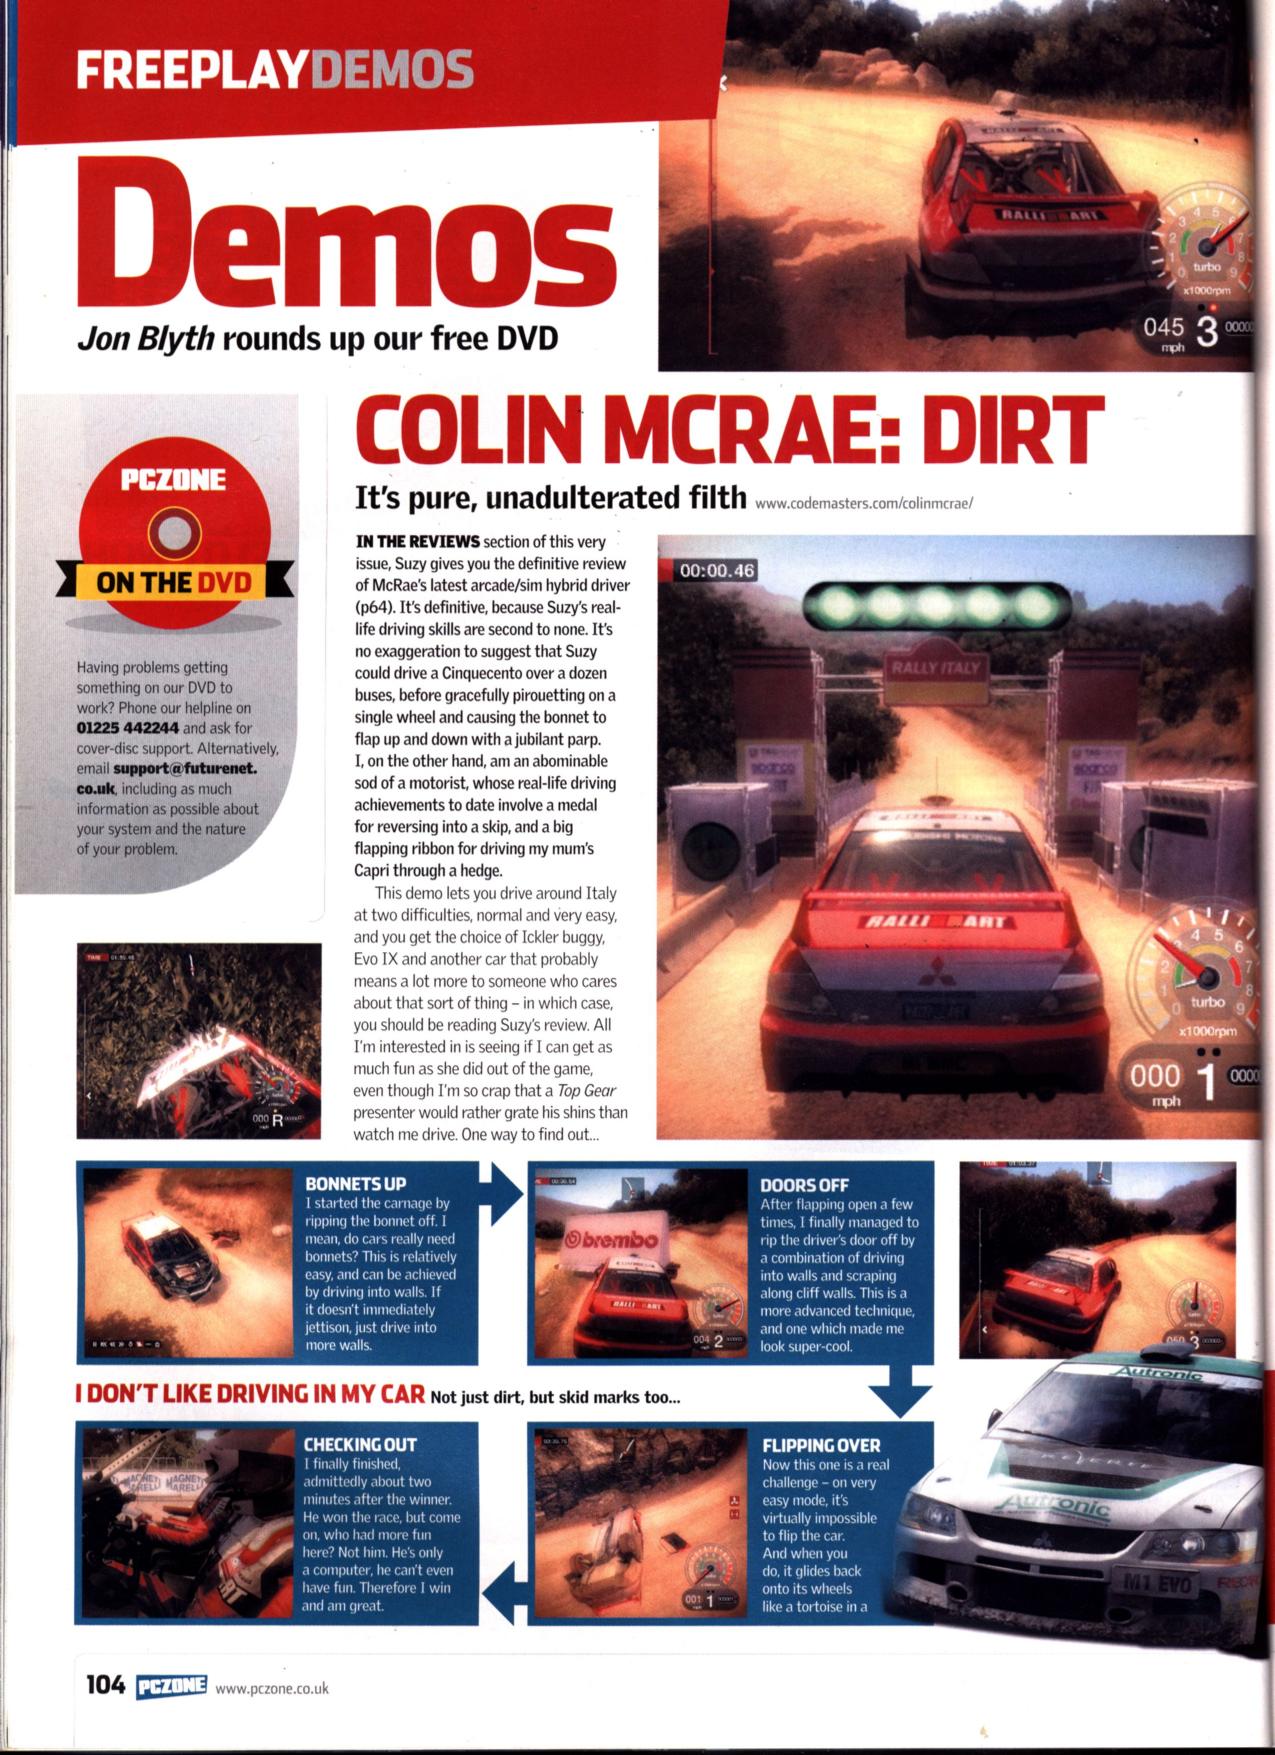 FREEPLAYDEMOS
Demos
Jon Blyth rounds up our free DVD
RALLI ART
turbo
x1000rpm
045 3
mph
PCZONE
ON THE DVD
Having problems getting
something on our DVD to
work? Phone our helpline on
01225 442244 and ask for
cover-disc support. Alternatively,
email support@futurenet.
co.uk, including as much
information as possible about
your system and the nature
of your problem.
COLIN MCRAE: DIRT
It's pure, unadulterated filth www.codemasters.com/colinmcrae/
IN THE REVIEWS section of this very
issue, Suzy gives you the definitive review
of McRae's latest arcade/sim hybrid driver
(p64). It's definitive, because Suzy's real-
life driving skills are second to none. It's
no exaggeration to suggest that Suzy
could drive a Cinquecento over a dozen
buses, before gracefully pirouetting on a
single wheel and causing the bonnet to
flap up and down with a jubilant parp.
I, on the other hand, am an abominable
sod of a motorist, whose real-life driving
achievements to date involve a medal
for reversing into a skip, and a big
flapping ribbon for driving my mum's
Capri through a hedge.
This demo lets you drive around Italy
at two difficulties, normal and very easy,
and you get the choice of Ickler buggy,
Evo IX and another car that probably
means a lot more to someone who cares
about that sort of thing – in which case,
you should be reading Suzy's review. All
I'm interested in is seeing if I can get as
much fun as she did out of the game,
even though I'm so crap that a Top Gear
presenter would rather grate his shins than
watch me drive. One way to find out...
00:00.46
RALLY ITALY
sparco
MITSUBISHI MOTORS
RALLI ART
turbo
x1000rpm
000 1
mph
TIME
000 R
BONNETS UP
I started the carnage by
ripping the bonnet off. I
mean, do cars really need
bonnets? This is relatively
easy, and can be achieved
by driving into walls. If
it doesn't immediately
jettison, just drive into
more walls.
brembo
RALLI ART
004 2
DOORS OFF
After flapping open a few
times, I finally managed to
rip the driver's door off by
a combination of driving
into walls and scraping
along cliff walls. This is a
more advanced technique,
and one which made me
look super-cool.
050 3
I DON'T LIKE DRIVING IN MY CAR Not just dirt, but skid marks too...
MAGNETI MARELLI
CHECKING OUT
I finally finished,
admittedly about two
minutes after the winner.
He won the race, but come
on, who had more fun
here? Not him. He's only
a computer, he can't even
have fun. Therefore I win
and am great.
001 1
FLIPPING OVER
Now this one is a real
challenge – on very
easy mode, it's
virtually impossible
to flip the car.
And when you
do, it glides back
onto its wheels
like a tortoise in a
Autronic
Autronic
M1 EVO
104 PCZONE www.pczone.co.uk